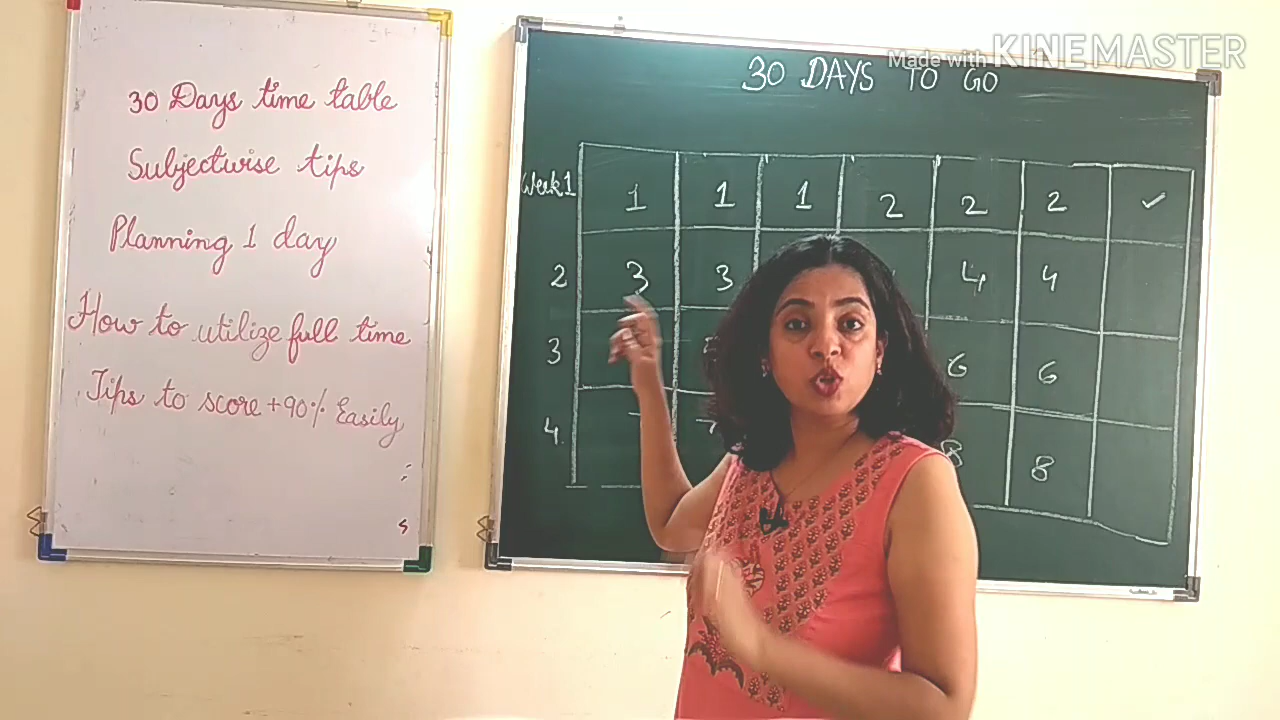 30 Days time table
Subjectwise tips
Planning 1 day
How to utilize full time
Tips to score +90% Easily
Made with KINEMASTER
30 DAYS TO GO
Week1 1 1 1 2 2 2 ✓
2 3 3 4 4
3 6 6
4. 8 8